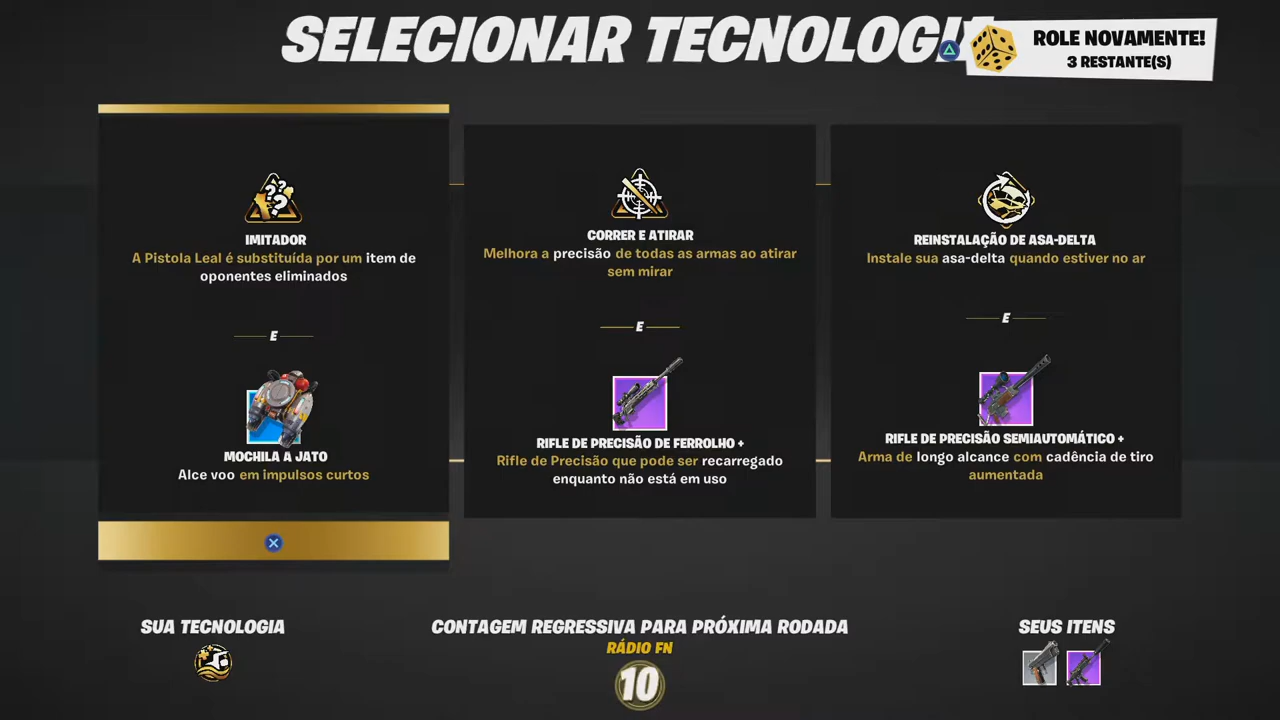 SELECIONAR TECNOLOGIA
ROLE NOVAMENTE!
3 RESTANTE(S)
IMITADOR
A Pistola Leal é substituída por um item de
oponentes eliminados
E
MOCHILA A JATO
Alce voo em impulsos curtos
CORRER E ATIRAR
Melhora a precisão de todas as armas ao atirar
sem mirar
E
RIFLE DE PRECISÃO DE FERROLHO +
Rifle de Precisão que pode ser recarregado
enquanto não está em uso
REINSTALAÇÃO DE ASA-DELTA
Instale sua asa-delta quando estiver no ar
E
RIFLE DE PRECISÃO SEMIAUTOMÁTICO +
Arma de longo alcance com cadência de tiro
aumentada
SUA TECNOLOGIA
CONTAGEM REGRESSIVA PARA PRÓXIMA RODADA
RÁDIO FN
10
SEUS ITENS